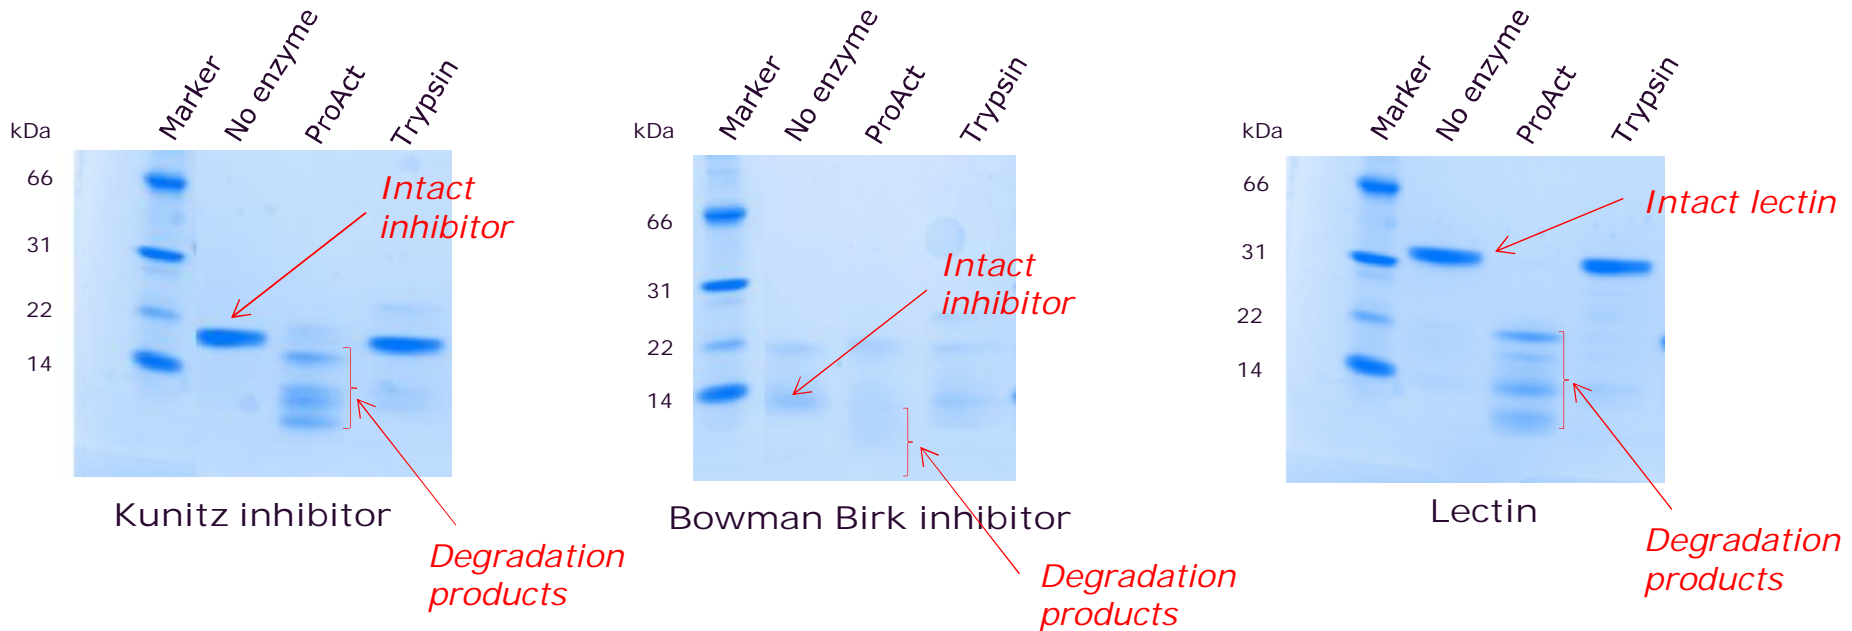 kDa
Marker
No enzyme
ProAct
Trypsin
66
31
22
14
Intact
inhibitor
Kunitz inhibitor
Degradation
products
kDa
Marker
No enzyme
ProAct
Trypsin
66
31
22
14
Intact
inhibitor
Bowman Birk inhibitor
Degradation
products
kDa
Marker
No enzyme
ProAct
Trypsin
66
31
22
14
Intact lectin
Lectin
Degradation
products